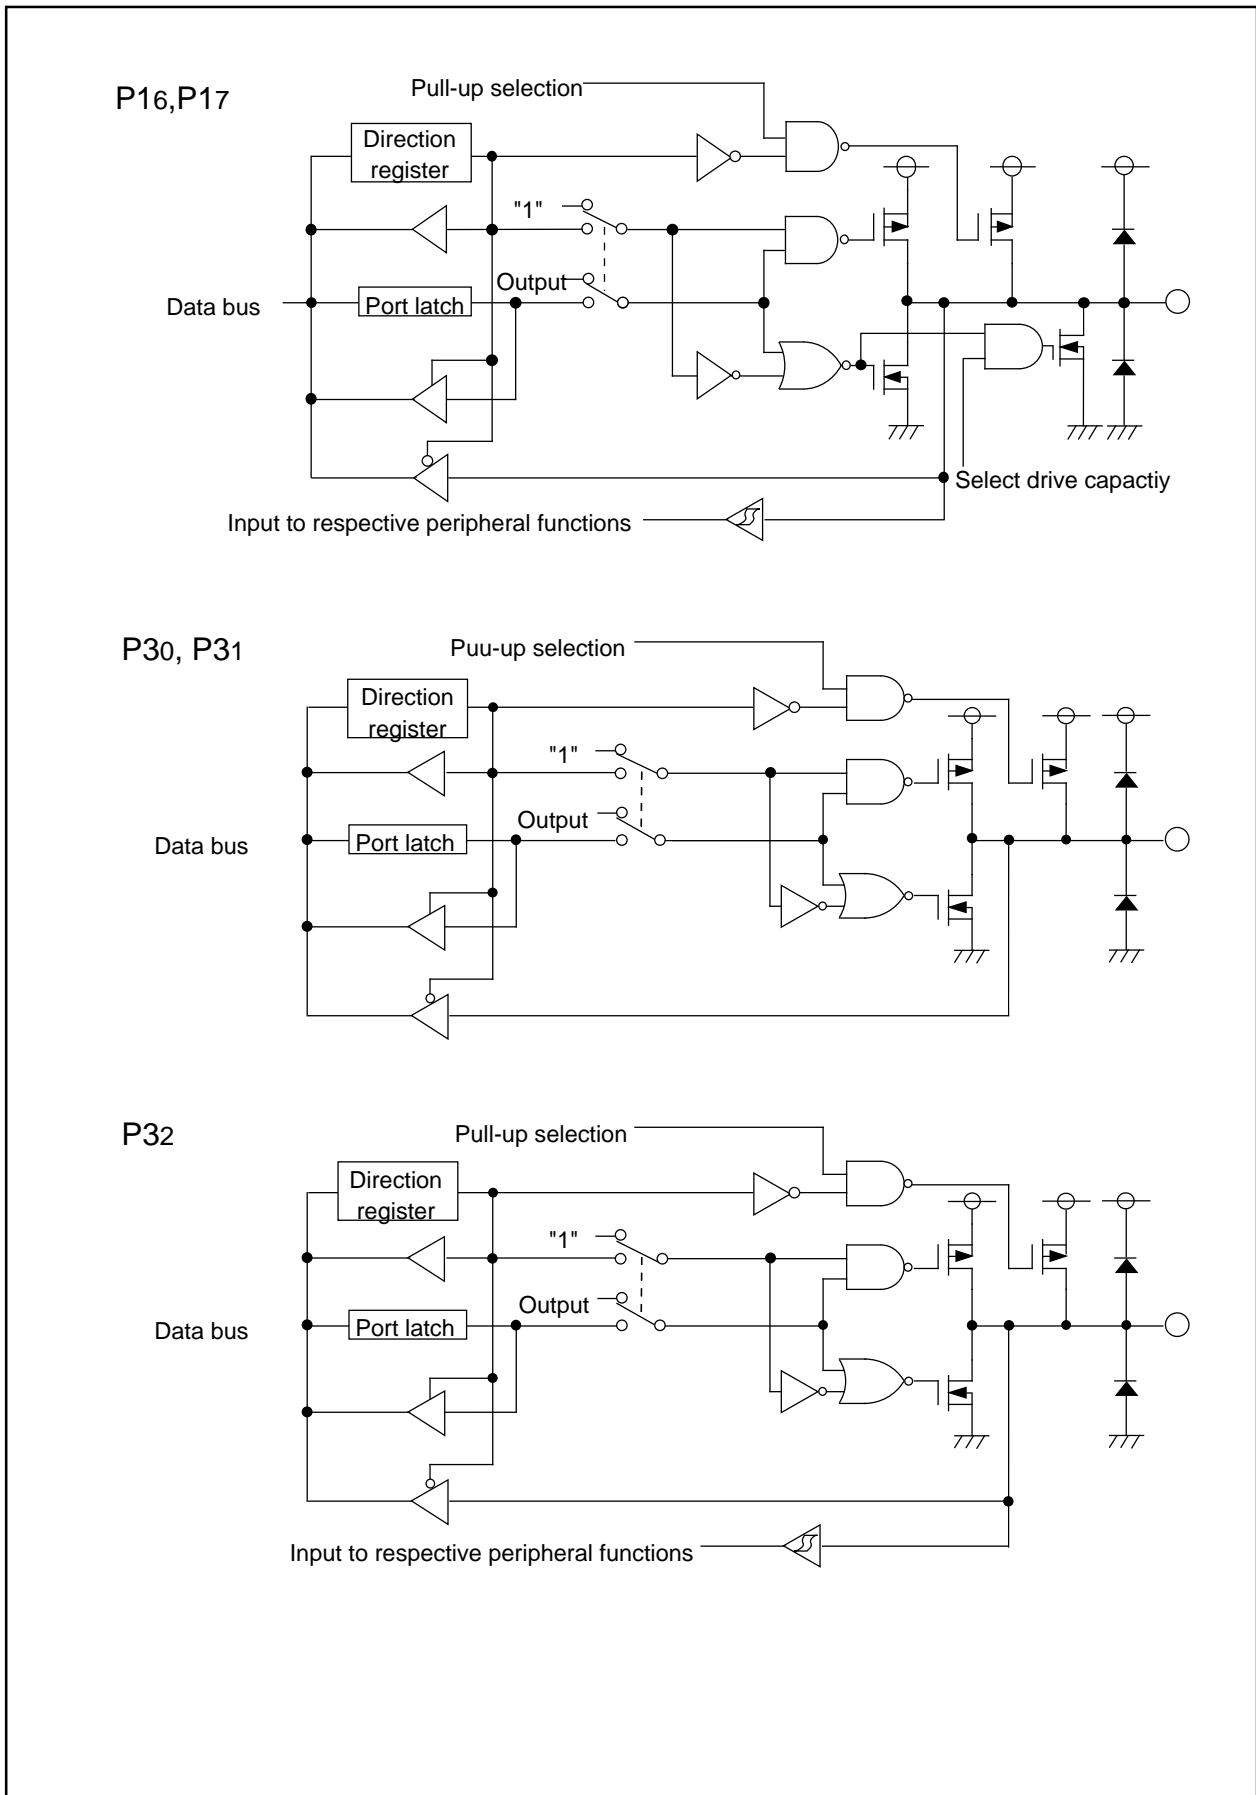 P16,P17
Pull-up selection
Direction
register
"1"
Output
Data bus
Port latch
Select drive capactiy
Input to respective peripheral functions
P30, P31
Puu-up selection
Direction
register
"1"
Output
Data bus
Port latch
P32
Pull-up selection
Direction
register
"1"
Output
Data bus
Port latch
Input to respective peripheral functions